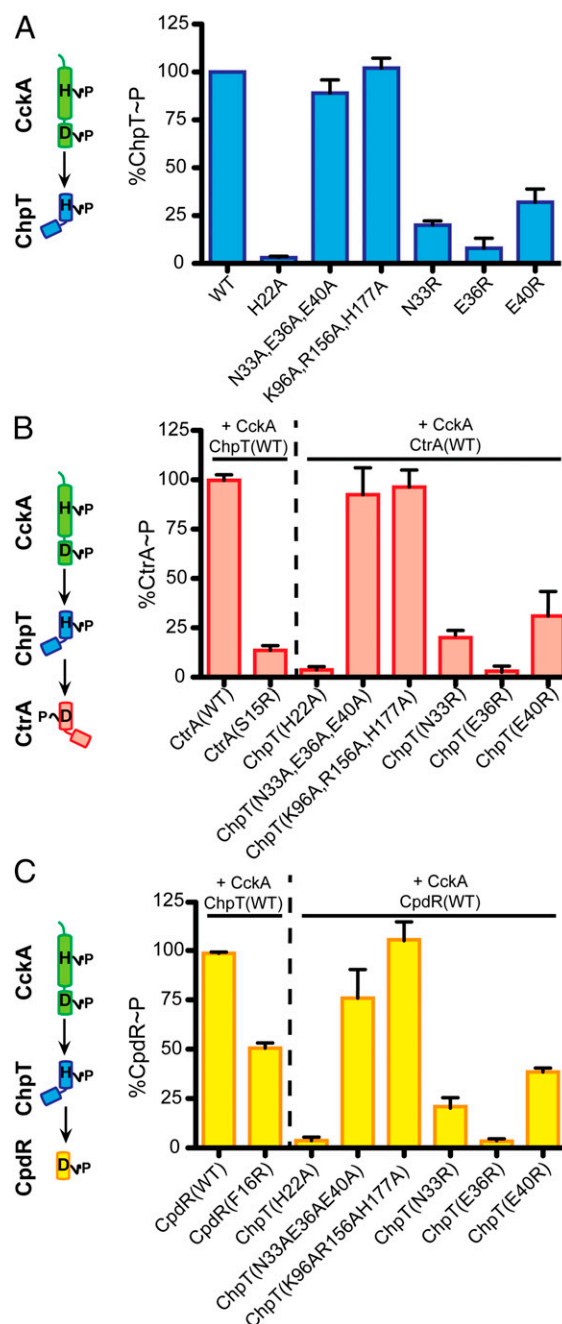 A
CckA
H~P
D~P
ChpT
H~P
%ChpT~P
125
100
75
50
25
0
WT
H22A
N33A,E36A,E40A
K96A,R156A,H177A
N33R
E36R
E40R
B
CckA
H~P
D~P
ChpT
H~P
CtrA
P~D
%CtrA~P
125
100
75
50
25
0
+ CckA
ChpT(WT)
+ CckA
CtrA(WT)
CtrA(WT)
CtrA(S15R)
ChpT(H22A)
ChpT(N33A,E36A,E40A)
ChpT(K96A,R156A,H177A)
ChpT(N33R)
ChpT(E36R)
ChpT(E40R)
C
CckA
H~P
D~P
ChpT
H~P
CpdR
D~P
%CpdR~P
125
100
75
50
25
0
+ CckA
ChpT(WT)
+ CckA
CpdR(WT)
CpdR(WT)
CpdR(F16R)
ChpT(H22A)
ChpT(N33AE36AE40A)
ChpT(K96AR156AH177A)
ChpT(N33R)
ChpT(E36R)
ChpT(E40R)